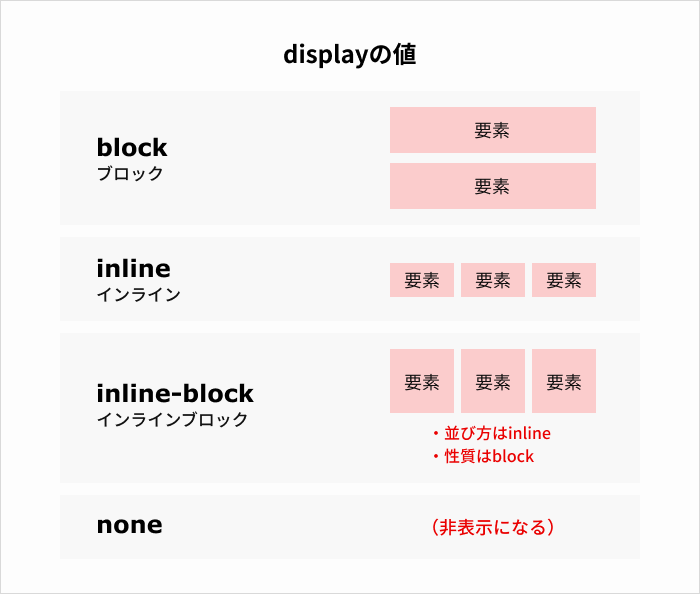 displayの値
block
ブロック
要素
要素
inline
インライン
要素 要素 要素
inline-block
インラインブロック
要素 要素 要素
・並び方はinline
・性質はblock
none
（非表示になる）